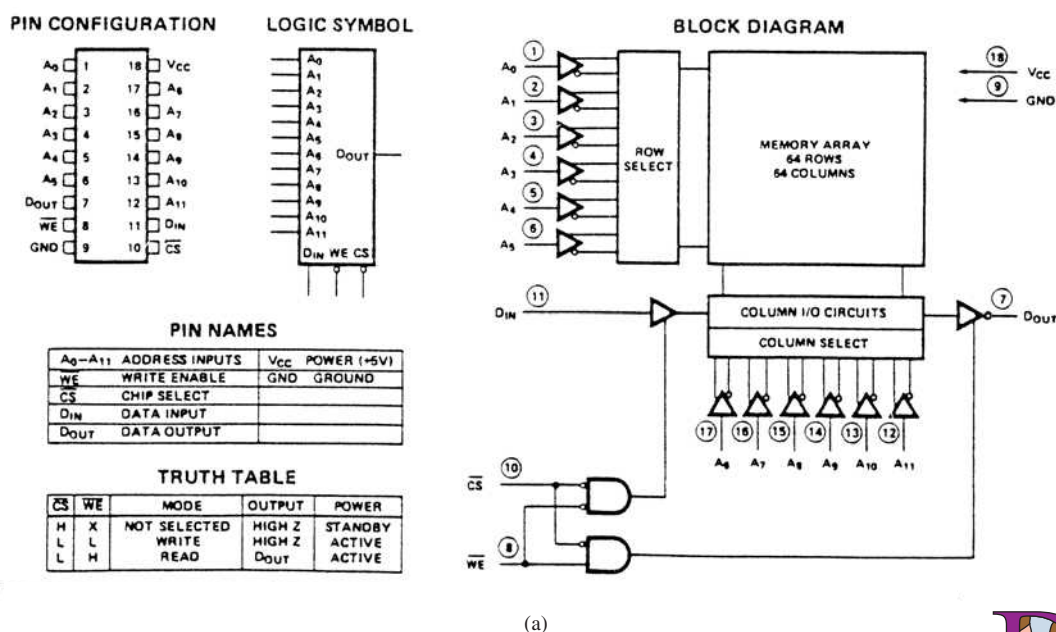 PIN CONFIGURATION
A0 1 18 VCC
A1 2 17 A6
A2 3 16 A7
A3 4 15 A8
A4 5 14 A9
A5 6 13 A10
DOUT 7 12 A11
WE 8 11 DIN
GND 9 10 CS
LOGIC SYMBOL
A0
A1
A2
A3
A4
A5
A6 DOUT
A7
A8
A9
A10
A11
DIN WE CS
PIN NAMES
A0–A11 ADDRESS INPUTS VCC POWER (+5V)
WE WRITE ENABLE GND GROUND
CS CHIP SELECT
DIN DATA INPUT
DOUT DATA OUTPUT
TRUTH TABLE
CS WE MODE OUTPUT POWER
H X NOT SELECTED HIGH Z STANDBY
L L WRITE HIGH Z ACTIVE
L H READ DOUT ACTIVE
BLOCK DIAGRAM
1
A0
2
A1
3
A2
4
A3
5
A4
6
A5
ROW
SELECT
MEMORY ARRAY
64 ROWS
64 COLUMNS
18
VCC
9
GND
11
DIN
COLUMN I/O CIRCUITS
COLUMN SELECT
7
DOUT
17 16 15 14 13 12
A6 A7 A8 A9 A10 A11
10
CS
8
WE
(a)